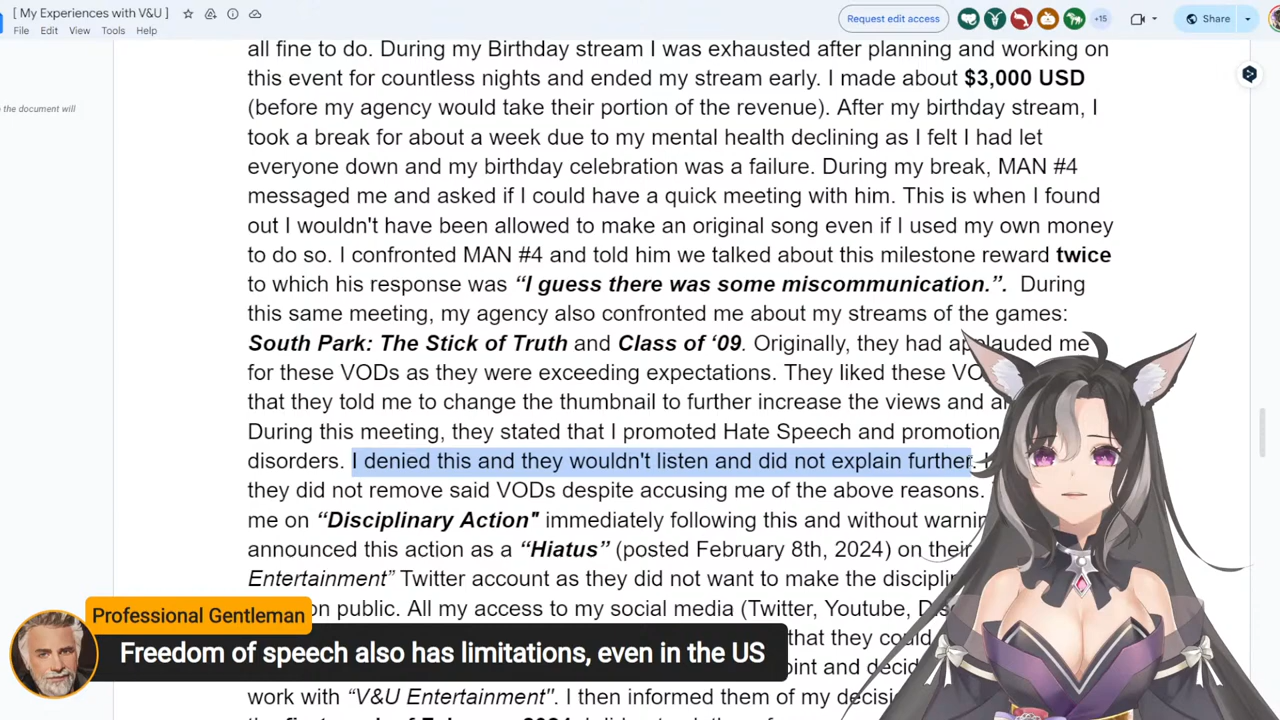 [ My Experiences with V&U ]
File Edit View Tools Help
Request edit access
+15
Share
n the document will
all fine to do. During my Birthday stream I was exhausted after planning and working on
this event for countless nights and ended my stream early. I made about $3,000 USD
(before my agency would take their portion of the revenue). After my birthday stream, I
took a break for about a week due to my mental health declining as I felt I had let
everyone down and my birthday celebration was a failure. During my break, MAN #4
messaged me and asked if I could have a quick meeting with him. This is when I found
out I wouldn't have been allowed to make an original song even if I used my own money
to do so. I confronted MAN #4 and told him we talked about this milestone reward twice
to which his response was “I guess there was some miscommunication.”. During
this same meeting, my agency also confronted me about my streams of the games:
South Park: The Stick of Truth and Class of ‘09. Originally, they had applauded me
for these VODs as they were exceeding expectations. They liked these
that they told me to change the thumbnail to further increase the views and
During this meeting, they stated that I promoted Hate Speech and promotion
disorders. I denied this and they wouldn't listen and did not explain further.
they did not remove said VODs despite accusing me of the above reasons.
me on “Disciplinary Action" immediately following this and without
announced this action as a “Hiatus” (posted February 8th, 2024) on their
Entertainment” Twitter account as they did not want to make the
on public. All my access to my social media (Twitter, Youtube,
that they could
Professional Gentleman
Freedom of speech also has limitations, even in the US
and
work with “V&U Entertainment". I then informed them of my